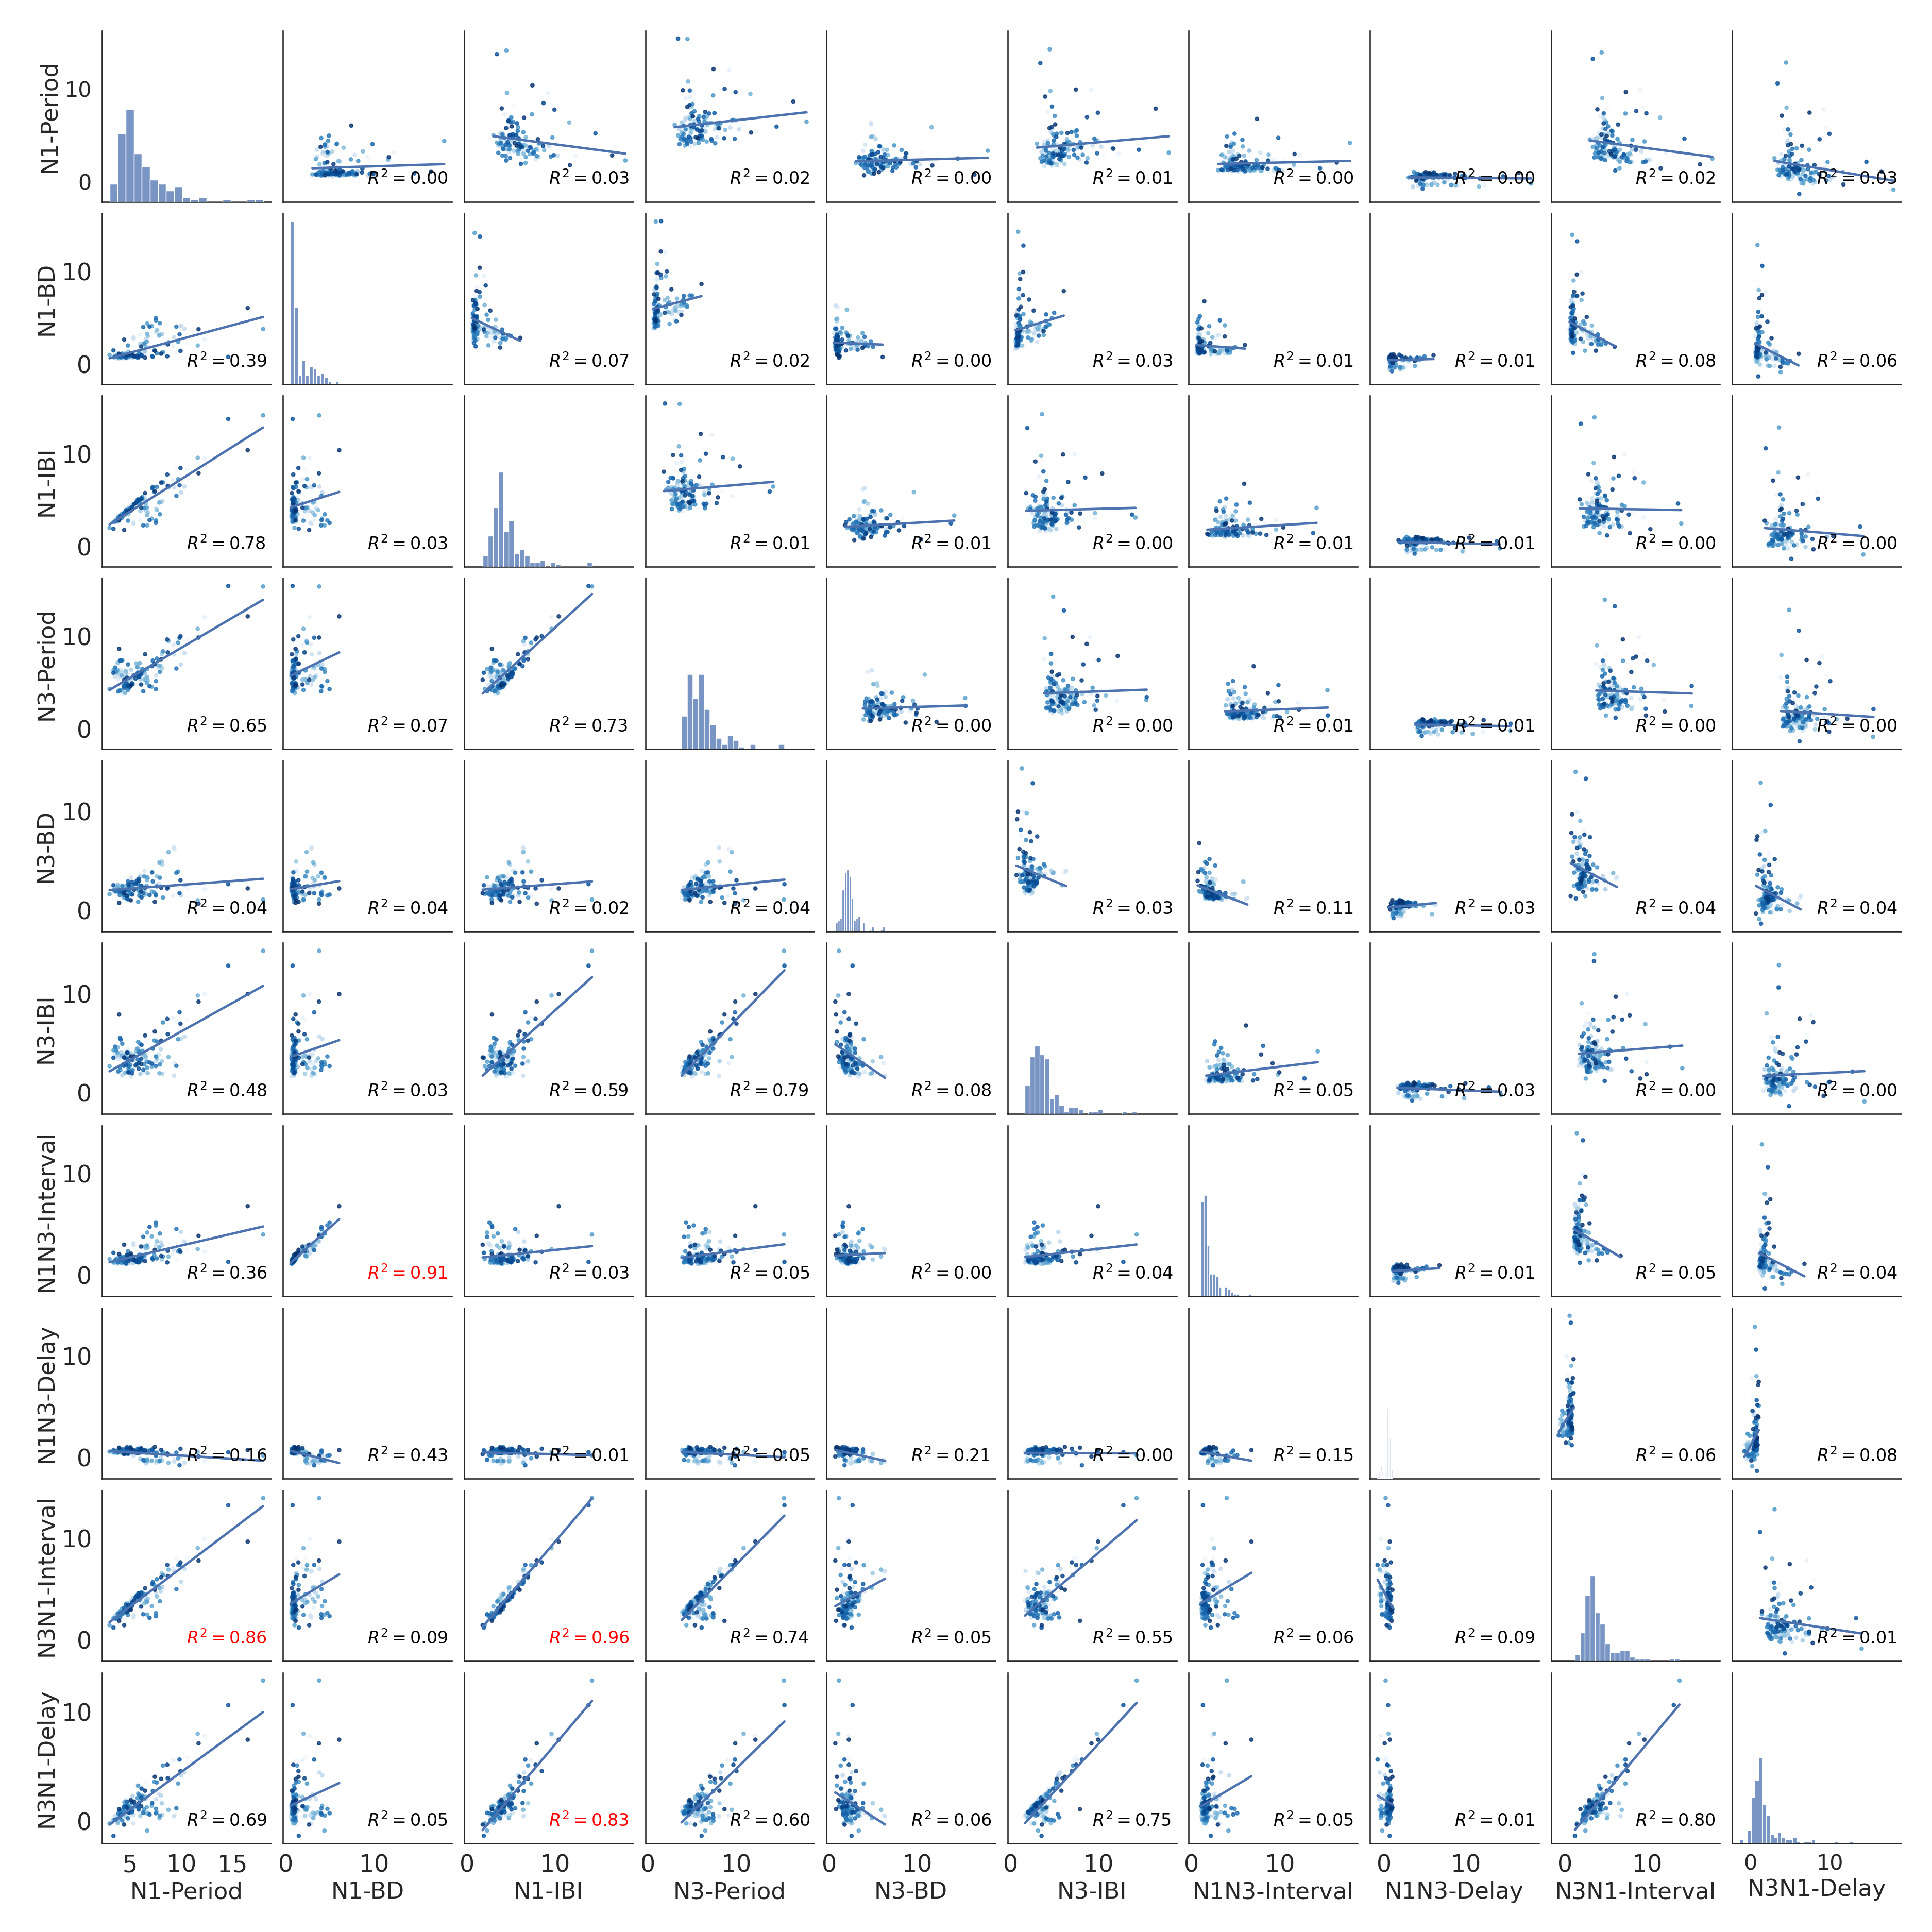 N1-Period
10
0
R² = 0.00
R² = 0.03
R² = 0.02
R² = 0.00
R² = 0.01
R² = 0.00
R² = 0.00
R² = 0.02
R² = 0.03
N1-BD
10
0
R² = 0.39
R² = 0.07
R² = 0.02
R² = 0.00
R² = 0.03
R² = 0.01
R² = 0.01
R² = 0.08
R² = 0.06
N1-IBI
10
0
R² = 0.78
R² = 0.03
R² = 0.01
R² = 0.01
R² = 0.00
R² = 0.01
R² = 0.01
R² = 0.00
R² = 0.00
N3-Period
10
0
R² = 0.65
R² = 0.07
R² = 0.73
R² = 0.00
R² = 0.00
R² = 0.01
R² = 0.01
R² = 0.00
R² = 0.00
N3-BD
10
0
R² = 0.04
R² = 0.04
R² = 0.02
R² = 0.04
R² = 0.03
R² = 0.11
R² = 0.03
R² = 0.04
R² = 0.04
N3-IBI
10
0
R² = 0.48
R² = 0.03
R² = 0.59
R² = 0.79
R² = 0.08
R² = 0.05
R² = 0.03
R² = 0.00
R² = 0.00
N1N3-Interval
10
0
R² = 0.36
R² = 0.91
R² = 0.03
R² = 0.05
R² = 0.00
R² = 0.04
R² = 0.01
R² = 0.05
R² = 0.04
N1N3-Delay
10
0
R² = 0.16
R² = 0.43
R² = 0.01
R² = 0.05
R² = 0.21
R² = 0.00
R² = 0.15
R² = 0.06
R² = 0.08
N3N1-Interval
10
0
R² = 0.86
R² = 0.09
R² = 0.96
R² = 0.74
R² = 0.05
R² = 0.55
R² = 0.06
R² = 0.09
R² = 0.01
N3N1-Delay
10
0
R² = 0.69
R² = 0.05
R² = 0.83
R² = 0.60
R² = 0.06
R² = 0.75
R² = 0.05
R² = 0.01
R² = 0.80
5 10 15 0 10 0 10 0 10 0 10 0 10 0 10 0 10 0 10 0 10
N1-Period N1-BD N1-IBI N3-Period N3-BD N3-IBI N1N3-Interval N1N3-Delay N3N1-Interval N3N1-Delay